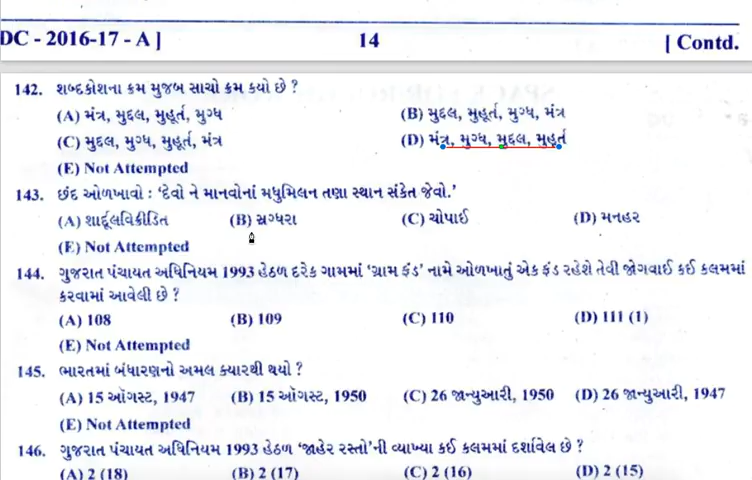 DC - 2016-17 - A ] 14 [ Contd.
142. શબ્દકોશના ક્રમ મુજબ સાચો ક્રમ કયો છે ?
(A) મંત્ર, મુદ્દલ, મુહૂર્ત, મુગ્ધ (B) મુદ્દલ, મુહૂર્ત, મુગ્ધ, મંત્ર
(C) મુદ્દલ, મુગ્ધ, મુહૂર્ત, મંત્ર (D) મંત્ર, મુગ્ધ, મુદ્દલ, મુહૂર્ત
(E) Not Attempted
143. છંદ ઓળખાવો : ‘દેવો ને માનવોનાં મધુમિલન તણા સ્થાન સંકેત જેવો.’
(A) શાર્દૂલવિક્રીડિત (B) સ્રગ્ધરા (C) ચોપાઈ (D) મનહર
(E) Not Attempted
144. ગુજરાત પંચાયત અધિનિયમ 1993 હેઠળ દરેક ગામમાં ‘ગ્રામ ફંડ’ નામે ઓળખાતું એક ફંડ રહેશે તેવી જોગવાઈ કઈ કલમમાં
કરવામાં આવેલી છે ?
(A) 108 (B) 109 (C) 110 (D) 111 (1)
(E) Not Attempted
145. ભારતમાં બંધારણનો અમલ ક્યારથી થયો ?
(A) 15 ઑગસ્ટ, 1947 (B) 15 ઑગસ્ટ, 1950 (C) 26 જાન્યુઆરી, 1950 (D) 26 જાન્યુઆરી, 1947
(E) Not Attempted
146. ગુજરાત પંચાયત અધિનિયમ 1993 હેઠળ ‘જાહેર રસ્તો’ની વ્યાખ્યા કઈ કલમમાં દર્શાવેલ છે ?
(A) 2 (18) (B) 2 (17) (C) 2 (16) (D) 2 (15)